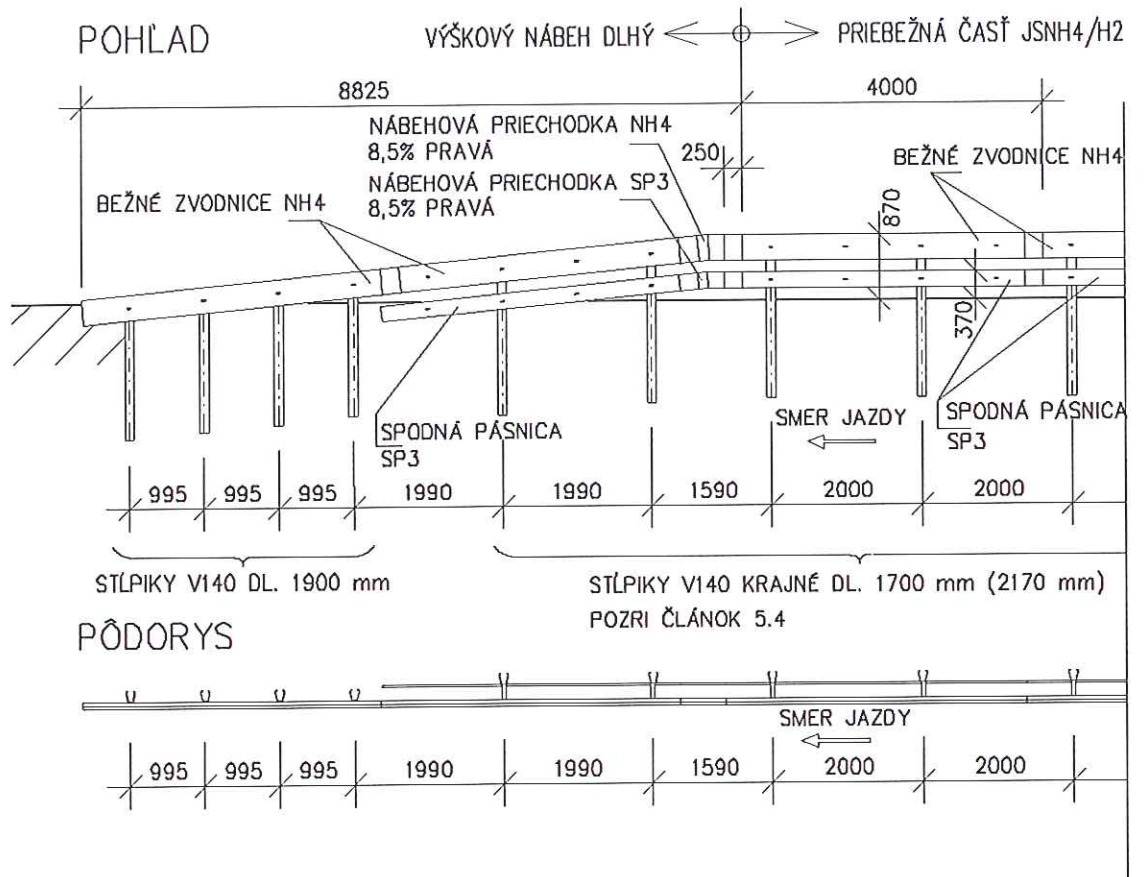 POHĽAD
VÝŠKOVÝ NÁBEH DLHÝ
PRIEBEŽNÁ ČASŤ JSNH4/H2
8825
4000
NÁBEHOVÁ PRIECHODKA NH4
8,5% PRAVÁ
250
NÁBEHOVÁ PRIECHODKA SP3
8,5% PRAVÁ
BEŽNÉ ZVODNICE NH4
BEŽNÉ ZVODNICE NH4
870
370
SPODNÁ PÁSNICA
SP3
SMER JAZDY
SPODNÁ PÁSNICA
SP3
995 995 995 1990 1990 1590 2000 2000
STĹPIKY V140 DL. 1900 mm
STĹPIKY V140 KRAJNÉ DL. 1700 mm (2170 mm)
POZRI ČLÁNOK 5.4
PÔDORYS
SMER JAZDY
995 995 995 1990 1990 1590 2000 2000